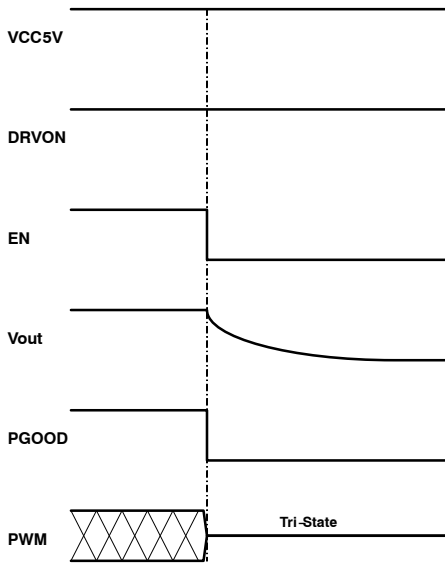 VCC5V
DRVON
EN
Vout
PGOOD
Tri-State
PWM